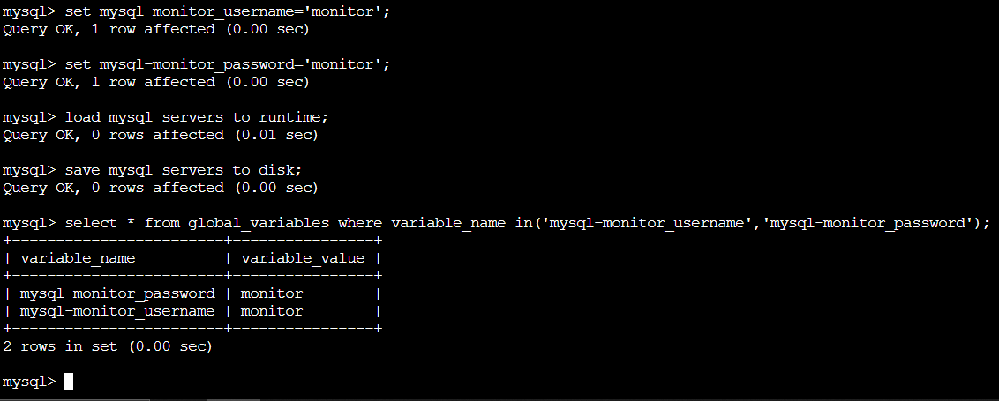 mysql> set mysql-monitor_username='monitor';
Query OK, 1 row affected (0.00 sec)
mysql> set mysql-monitor_password='monitor';
Query OK, 1 row affected (0.00 sec)
mysql> load mysql servers to runtime;
Query OK, 0 rows affected (0.01 sec)
mysql> save mysql servers to disk;
Query OK, 0 rows affected (0.00 sec)
mysql> select * from global_variables where variable_name in('mysql-monitor_username','mysql-monitor_password');
+------------------------+----------------+
| variable_name          | variable_value |
+------------------------+----------------+
| mysql-monitor_password | monitor        |
| mysql-monitor_username | monitor        |
+------------------------+----------------+
2 rows in set (0.00 sec)
mysql>